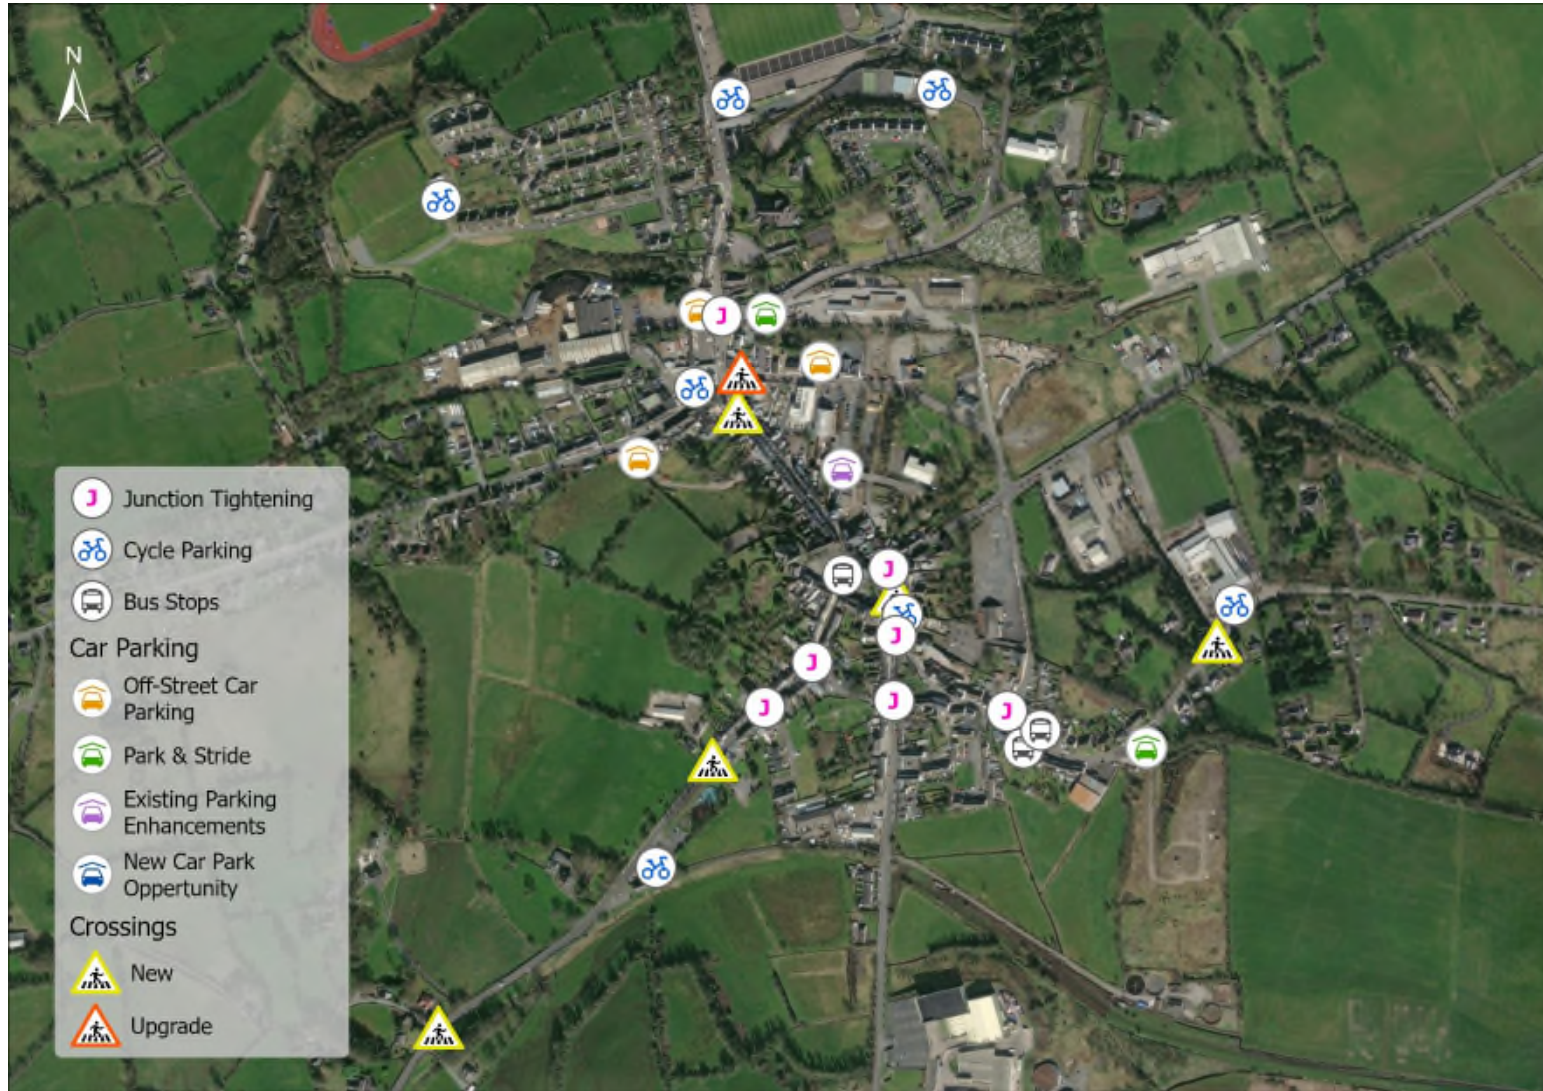 N
Junction Tightening
Cycle Parking
Bus Stops
Car Parking
Off-Street Car
Parking
Park & Stride
Existing Parking
Enhancements
New Car Park
Oppertunity
Crossings
New
Upgrade
J
J
J
J
J
J
J
J